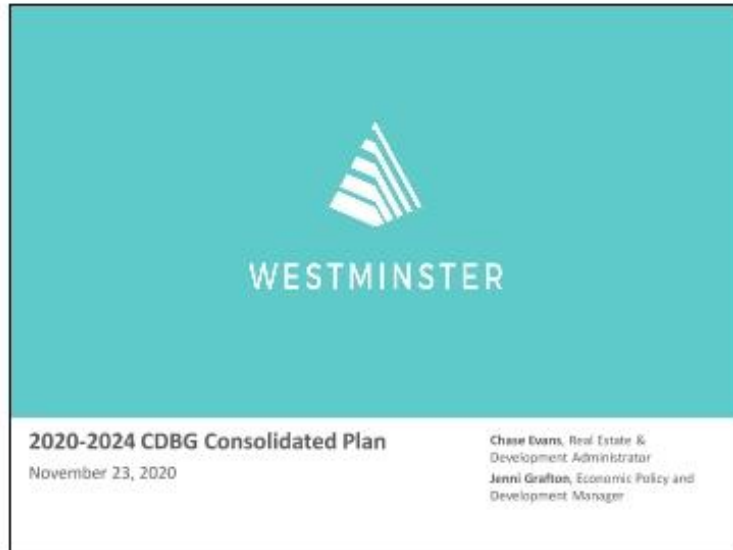 WESTMINSTER
2020-2024 CDBG Consolidated Plan
November 23, 2020
Chase Evans, Real Estate &
Development Administrator
Jenni Grafton, Economic Policy and
Development Manager